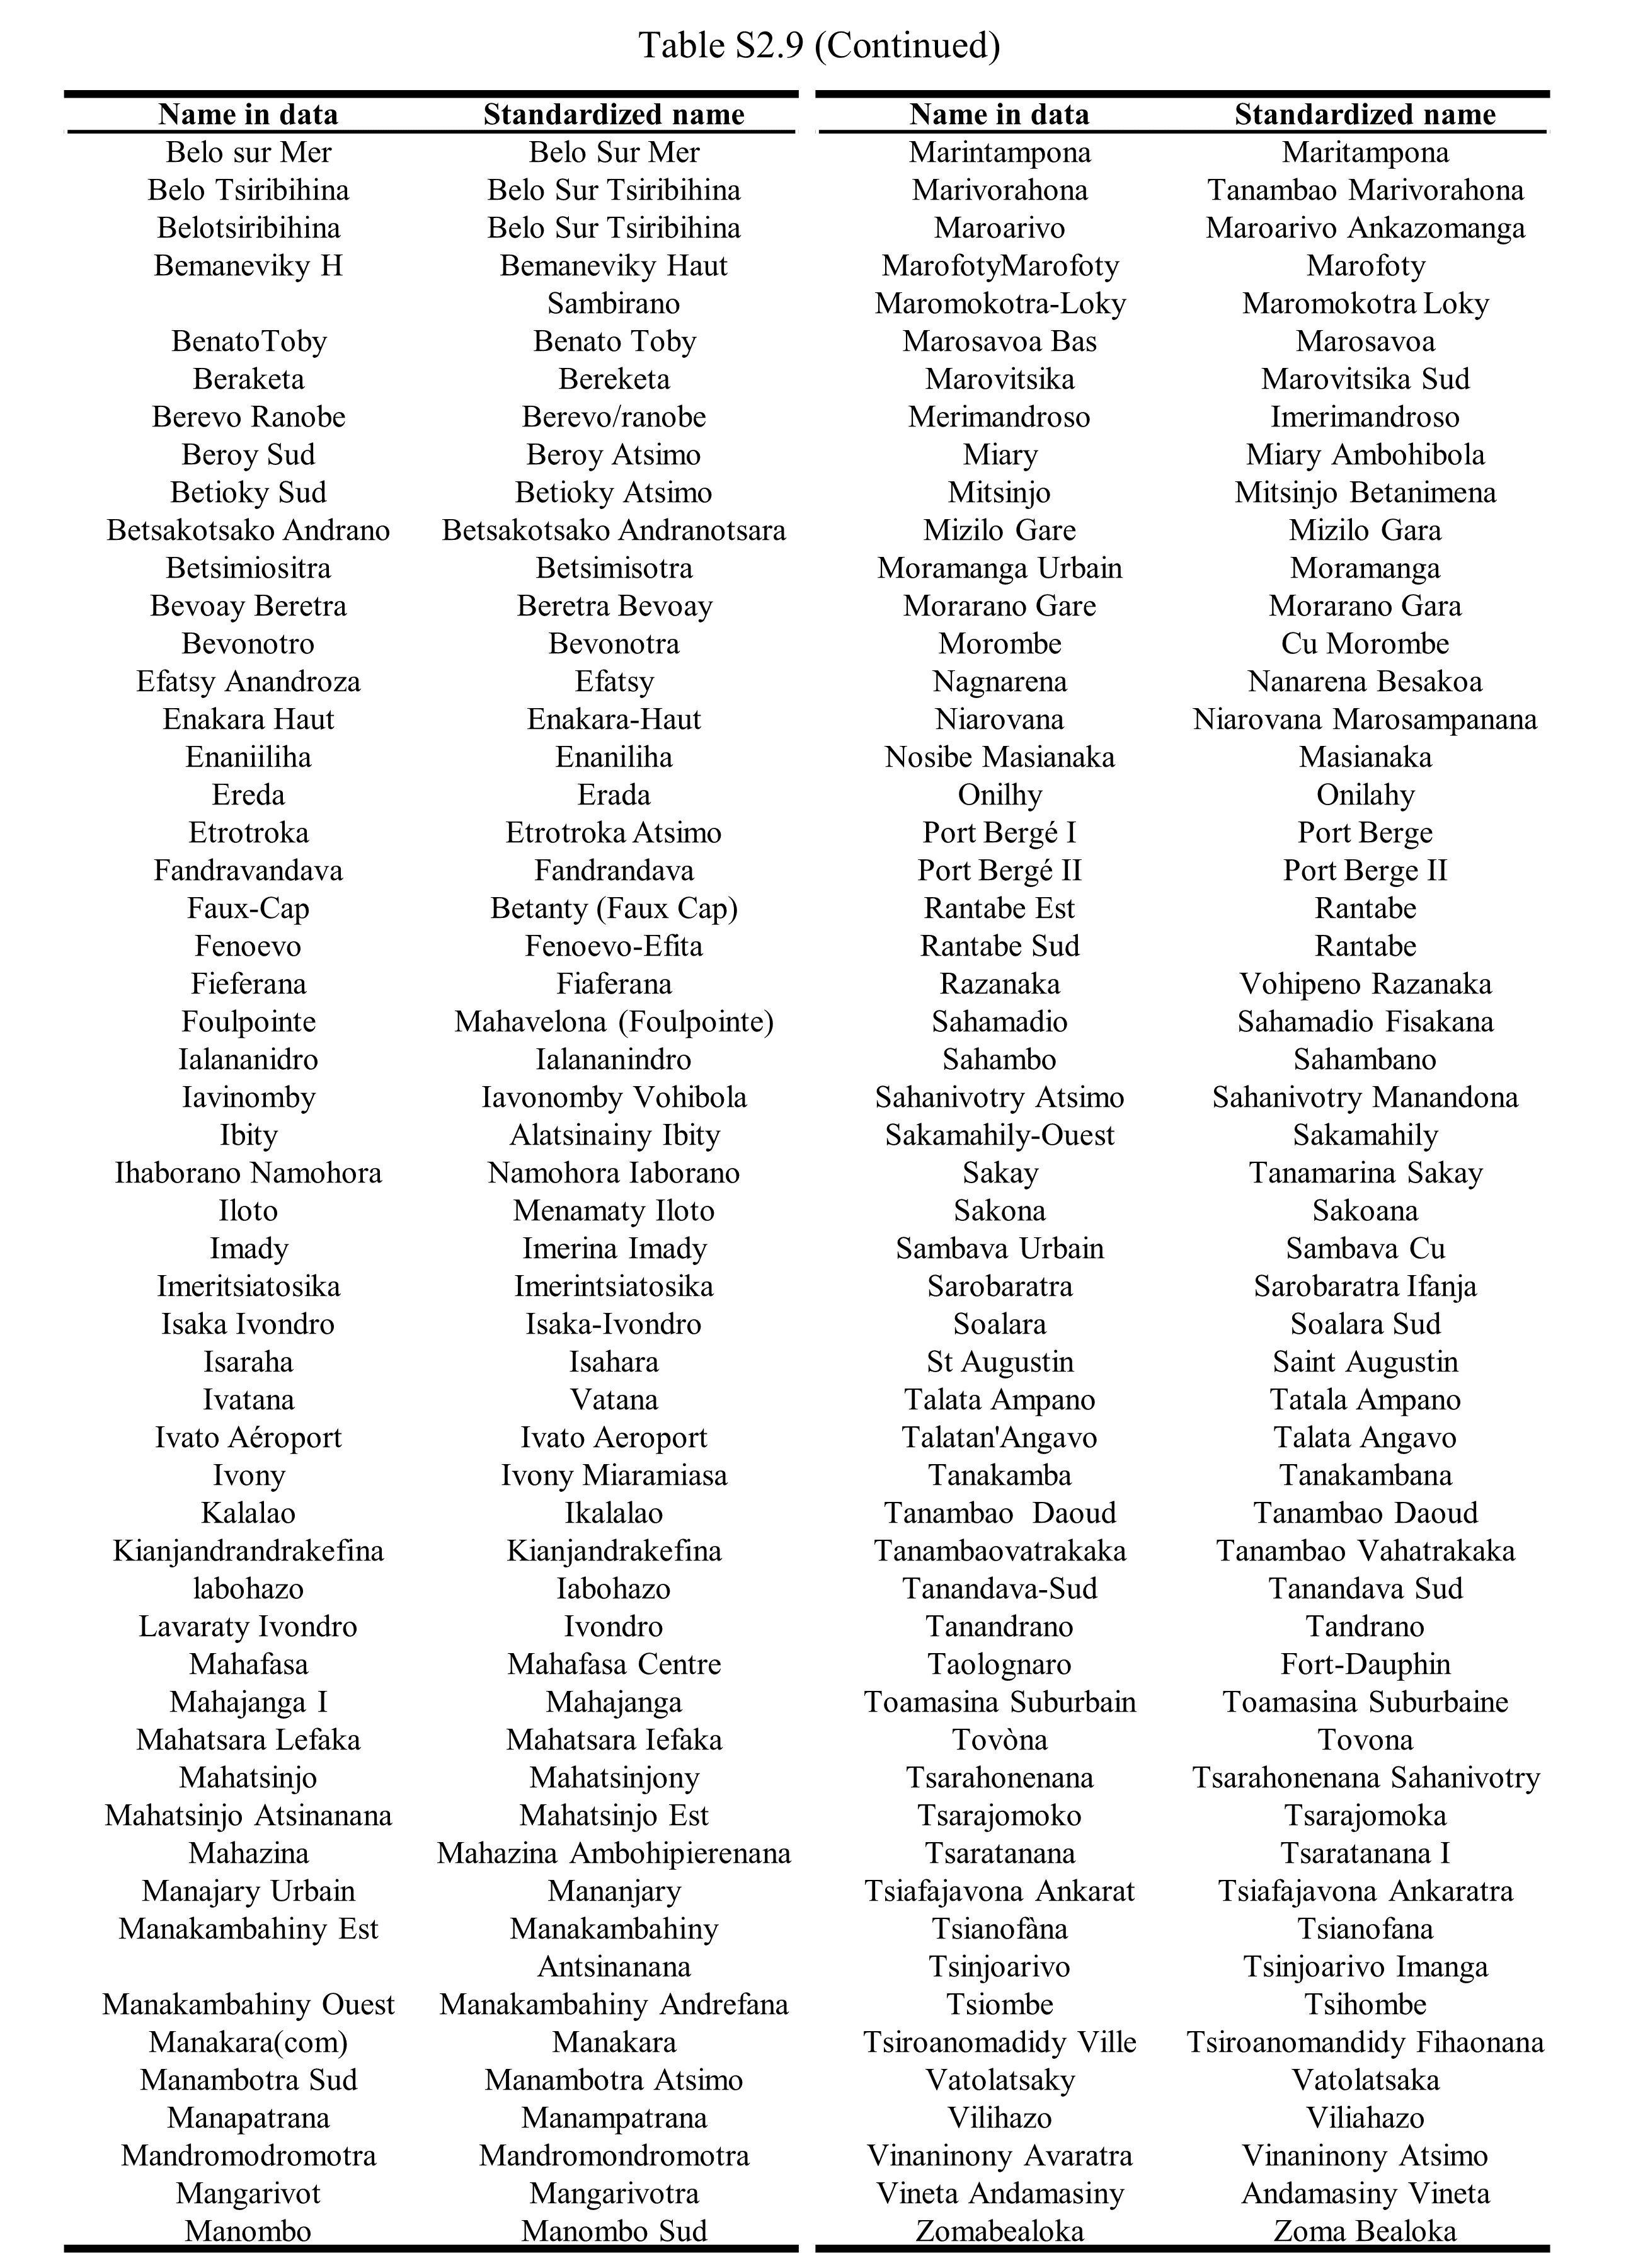 Table S2.9 (Continued)
Name in data Standardized name
Belo sur Mer Belo Sur Mer
Belo Tsiribihina Belo Sur Tsiribihina
Belotsiribihina Belo Sur Tsiribihina
Bemaneviky H Bemaneviky Haut
Sambirano
BenatoToby Benato Toby
Beraketa Bereketa
Berevo Ranobe Berevo/ranobe
Beroy Sud Beroy Atsimo
Betioky Sud Betioky Atsimo
Betsakotsako Andrano Betsakotsako Andranotsara
Betsimiositra Betsimisotra
Bevoay Beretra Beretra Bevoay
Bevonotro Bevonotra
Efatsy Anandroza Efatsy
Enakara Haut Enakara-Haut
Enaniiliha Enaniliha
Ereda Erada
Etrotroka Etrotroka Atsimo
Fandravandava Fandrandava
Faux-Cap Betanty (Faux Cap)
Fenoevo Fenoevo-Efita
Fieferana Fiaferana
Foulpointe Mahavelona (Foulpointe)
Ialananidro Ialananindro
Iavinomby Iavonomby Vohibola
Ibity Alatsinainy Ibity
Ihaborano Namohora Namohora Iaborano
Iloto Menamaty Iloto
Imady Imerina Imady
Imeritsiatosika Imerintsiatosika
Isaka Ivondro Isaka-Ivondro
Isaraha Isahara
Ivatana Vatana
Ivato Aéroport Ivato Aeroport
Ivony Ivony Miaramiasa
Kalalao Ikalalao
Kianjandrandrakefina Kianjandrakefina
labohazo Iabohazo
Lavaraty Ivondro Ivondro
Mahafasa Mahafasa Centre
Mahajanga I Mahajanga
Mahatsara Lefaka Mahatsara Iefaka
Mahatsinjo Mahatsinjony
Mahatsinjo Atsinanana Mahatsinjo Est
Mahazina Mahazina Ambohipierenana
Manajary Urbain Mananjary
Manakambahiny Est Manakambahiny
Antsinanana
Manakambahiny Ouest Manakambahiny Andrefana
Manakara(com) Manakara
Manambotra Sud Manambotra Atsimo
Manapatrana Manampatrana
Mandromodromotra Mandromondromotra
Mangarivot Mangarivotra
Manombo Manombo Sud
Name in data Standardized name
Marintampona Maritampona
Marivorahona Tanambao Marivorahona
Maroarivo Maroarivo Ankazomanga
MarofotyMarofoty Marofoty
Maromokotra-Loky Maromokotra Loky
Marosavoa Bas Marosavoa
Marovitsika Marovitsika Sud
Merimandroso Imerimandroso
Miary Miary Ambohibola
Mitsinjo Mitsinjo Betanimena
Mizilo Gare Mizilo Gara
Moramanga Urbain Moramanga
Morarano Gare Morarano Gara
Morombe Cu Morombe
Nagnarena Nanarena Besakoa
Niarovana Niarovana Marosampanana
Nosibe Masianaka Masianaka
Onilhy Onilahy
Port Bergé I Port Berge
Port Bergé II Port Berge II
Rantabe Est Rantabe
Rantabe Sud Rantabe
Razanaka Vohipeno Razanaka
Sahamadio Sahamadio Fisakana
Sahambo Sahambano
Sahanivotry Atsimo Sahanivotry Manandona
Sakamahily-Ouest Sakamahily
Sakay Tanamarina Sakay
Sakona Sakoana
Sambava Urbain Sambava Cu
Sarobaratra Sarobaratra Ifanja
Soalara Soalara Sud
St Augustin Saint Augustin
Talata Ampano Tatala Ampano
Talatan'Angavo Talata Angavo
Tanakamba Tanakambana
Tanambao  Daoud Tanambao Daoud
Tanambaovatrakaka Tanambao Vahatrakaka
Tanandava-Sud Tanandava Sud
Tanandrano Tandrano
Taolognaro Fort-Dauphin
Toamasina Suburbain Toamasina Suburbaine
Tovòna Tovona
Tsarahonenana Tsarahonenana Sahanivotry
Tsarajomoko Tsarajomoka
Tsaratanana Tsaratanana I
Tsiafajavona Ankarat Tsiafajavona Ankaratra
Tsianofàna Tsianofana
Tsinjoarivo Tsinjoarivo Imanga
Tsiombe Tsihombe
Tsiroanomadidy Ville Tsiroanomandidy Fihaonana
Vatolatsaky Vatolatsaka
Vilihazo Viliahazo
Vinaninony Avaratra Vinaninony Atsimo
Vineta Andamasiny Andamasiny Vineta
Zomabealoka Zoma Bealoka